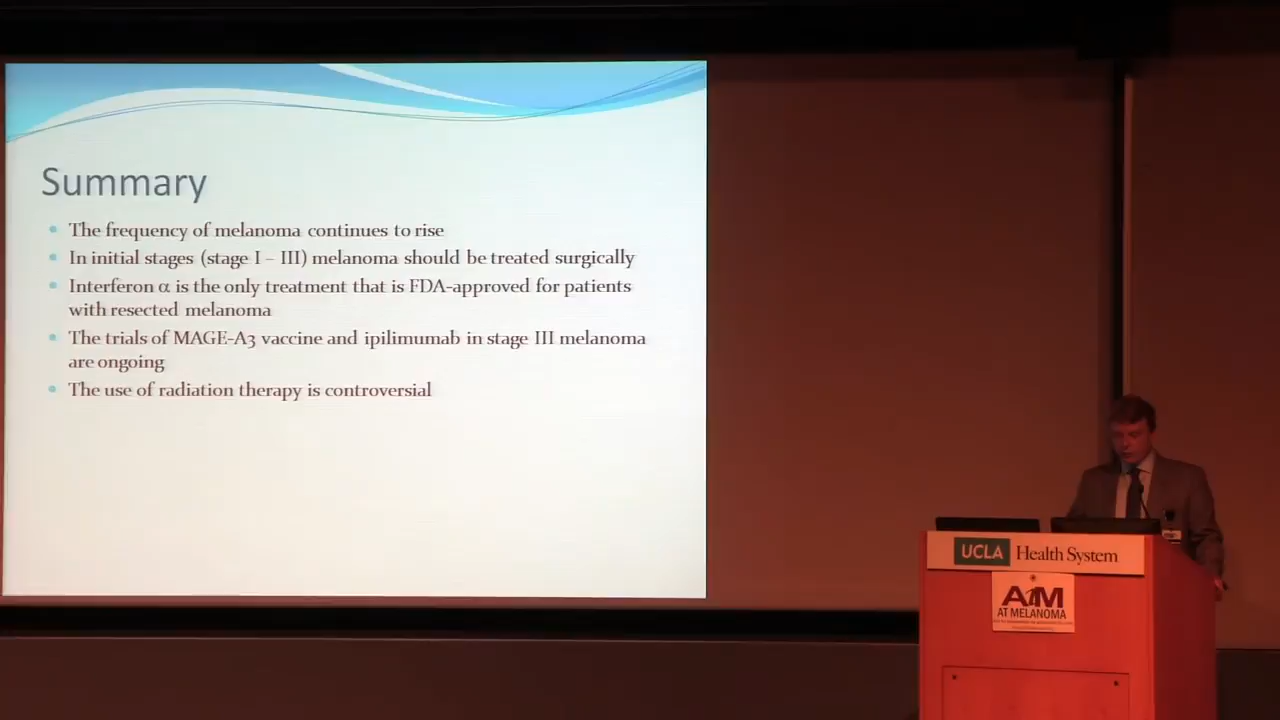 Summary
• The frequency of melanoma continues to rise
• In initial stages (stage I – III) melanoma should be treated surgically
• Interferon α is the only treatment that is FDA-approved for patients
with resected melanoma
• The trials of MAGE-A3 vaccine and ipilimumab in stage III melanoma
are ongoing
• The use of radiation therapy is controversial
UCLA Health System
AIM
AT MELANOMA